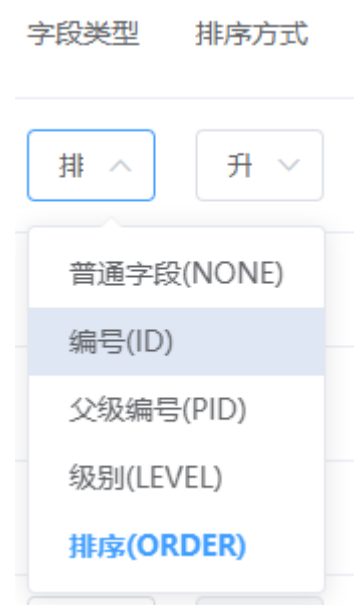 字段类型 排序方式
排 升
普通字段(NONE)
编号(ID)
父级编号(PID)
级别(LEVEL)
排序(ORDER)